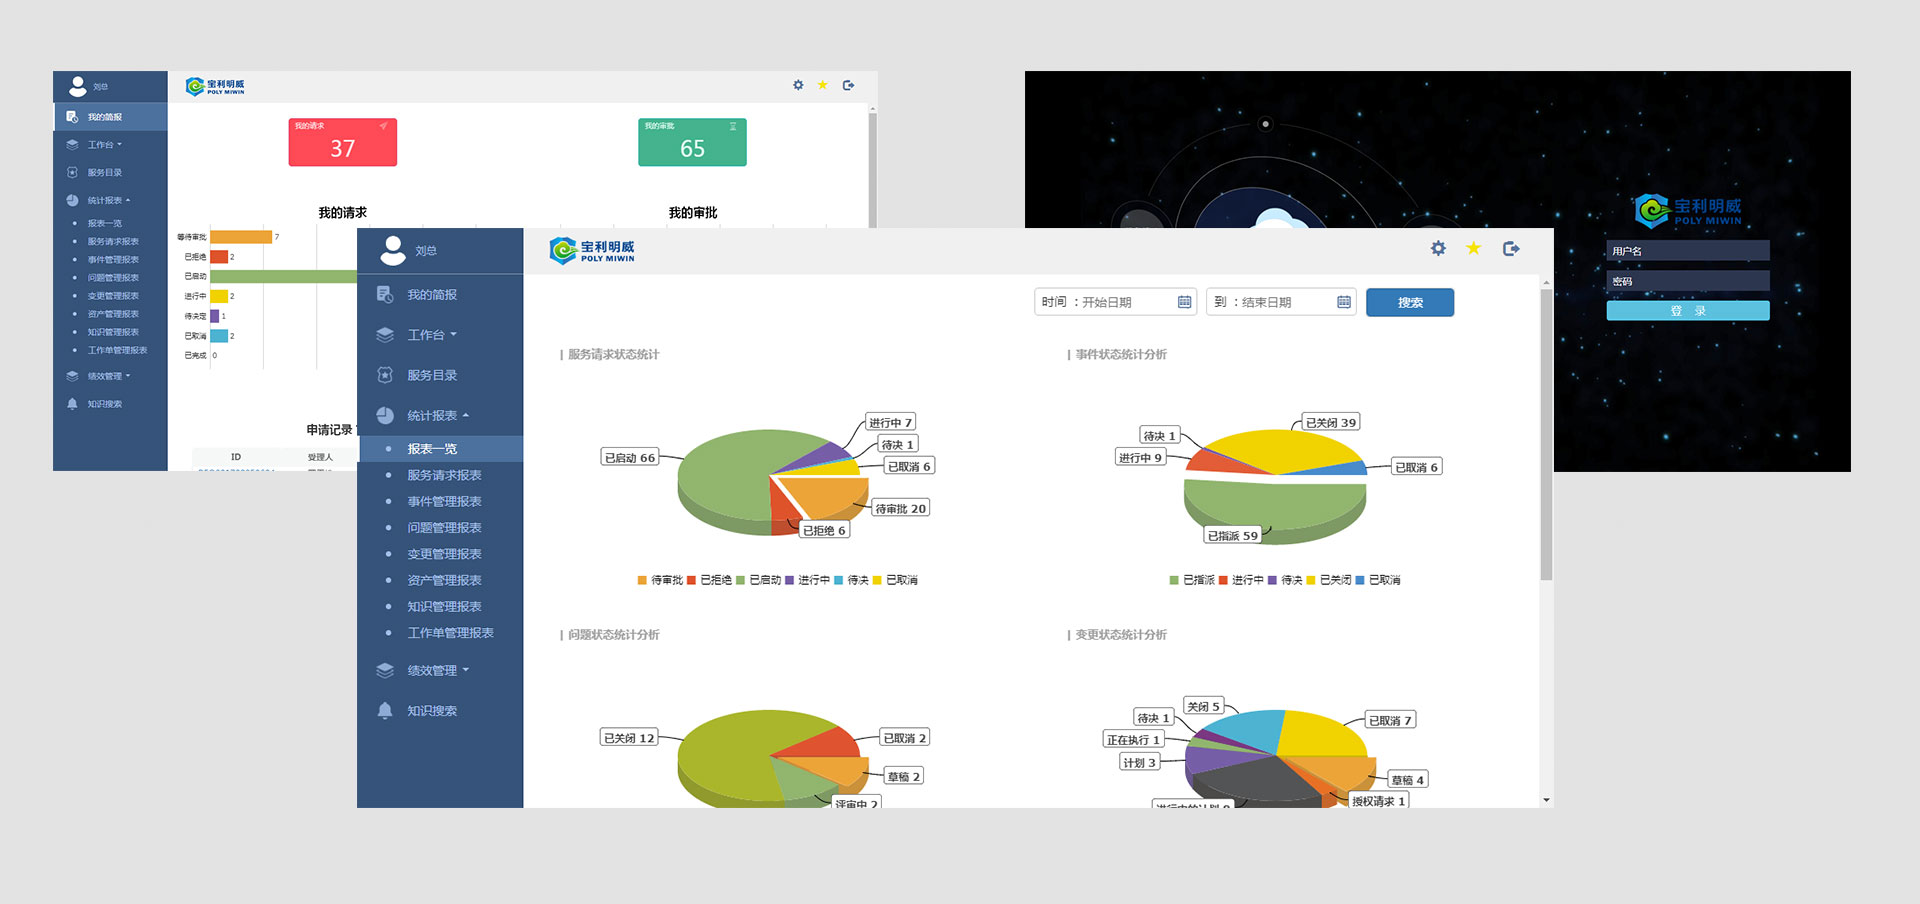 刘总
宝利明威
POLY MIWIN
我的简报
工作台
服务目录
统计报表
报表一览
服务请求报表
事件管理报表
问题管理报表
变更管理报表
资产管理报表
知识管理报表
工作单管理报表
绩效管理
知识搜索
我的请求
37
我的审批
65
我的请求
我的审批
等待审批 7
已拒绝 2
已启动
进行中 2
待决定 1
已取消 2
已完成 0
申请记录
ID 受理人
宝利明威
POLY MIWIN
用户名
密码
登 录
刘总
宝利明威
POLY MIWIN
我的简报
工作台
服务目录
统计报表
报表一览
服务请求报表
事件管理报表
问题管理报表
变更管理报表
资产管理报表
知识管理报表
工作单管理报表
绩效管理
知识搜索
时间 ：开始日期
到 ：结束日期
搜索
服务请求状态统计
进行中 7
待决 1
已启动 66
已取消 6
待审批 20
已拒绝 6
待审批 已拒绝 已启动 进行中 待决 已取消
事件状态统计分析
已关闭 39
待决 1
进行中 9
已取消 6
已指派 59
已指派 进行中 待决 已关闭 已取消
问题状态统计分析
已关闭 12
已取消 2
草稿 2
评审中 2
变更状态统计分析
关闭 5
待决 1
已取消 7
正在执行 1
计划 3
草稿 4
授权请求 1